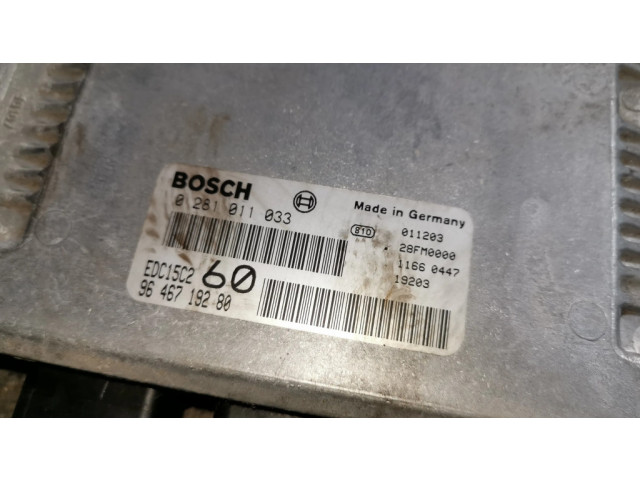 BOSCH
0 281 011 033
Made in Germany
810
011203
28FM0000
1166 0447
19203
EDC15C2 60
96 467 192 80